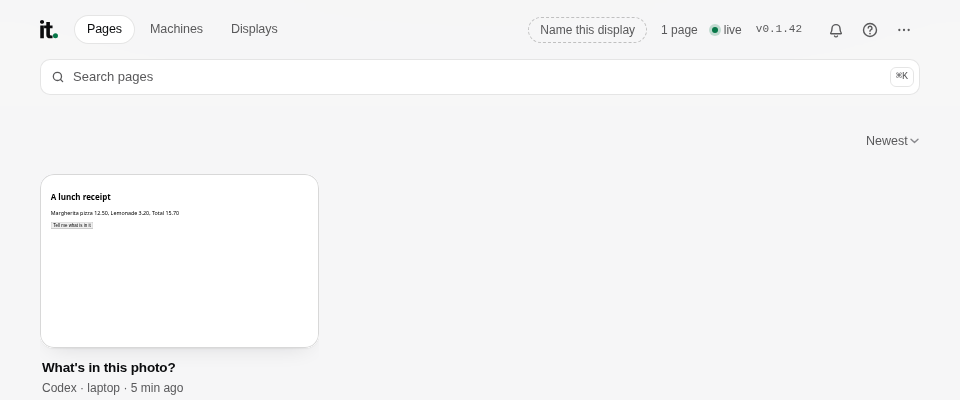 it.
Pages
Machines
Displays
Name this display
1 page
live
v0.1.42
Search pages
⌘K
Newest
A lunch receipt
Margherita pizza 12.50, Lemonade 3.20, Total 15.70
Tell me what is in it
What's in this photo?
Codex · laptop · 5 min ago